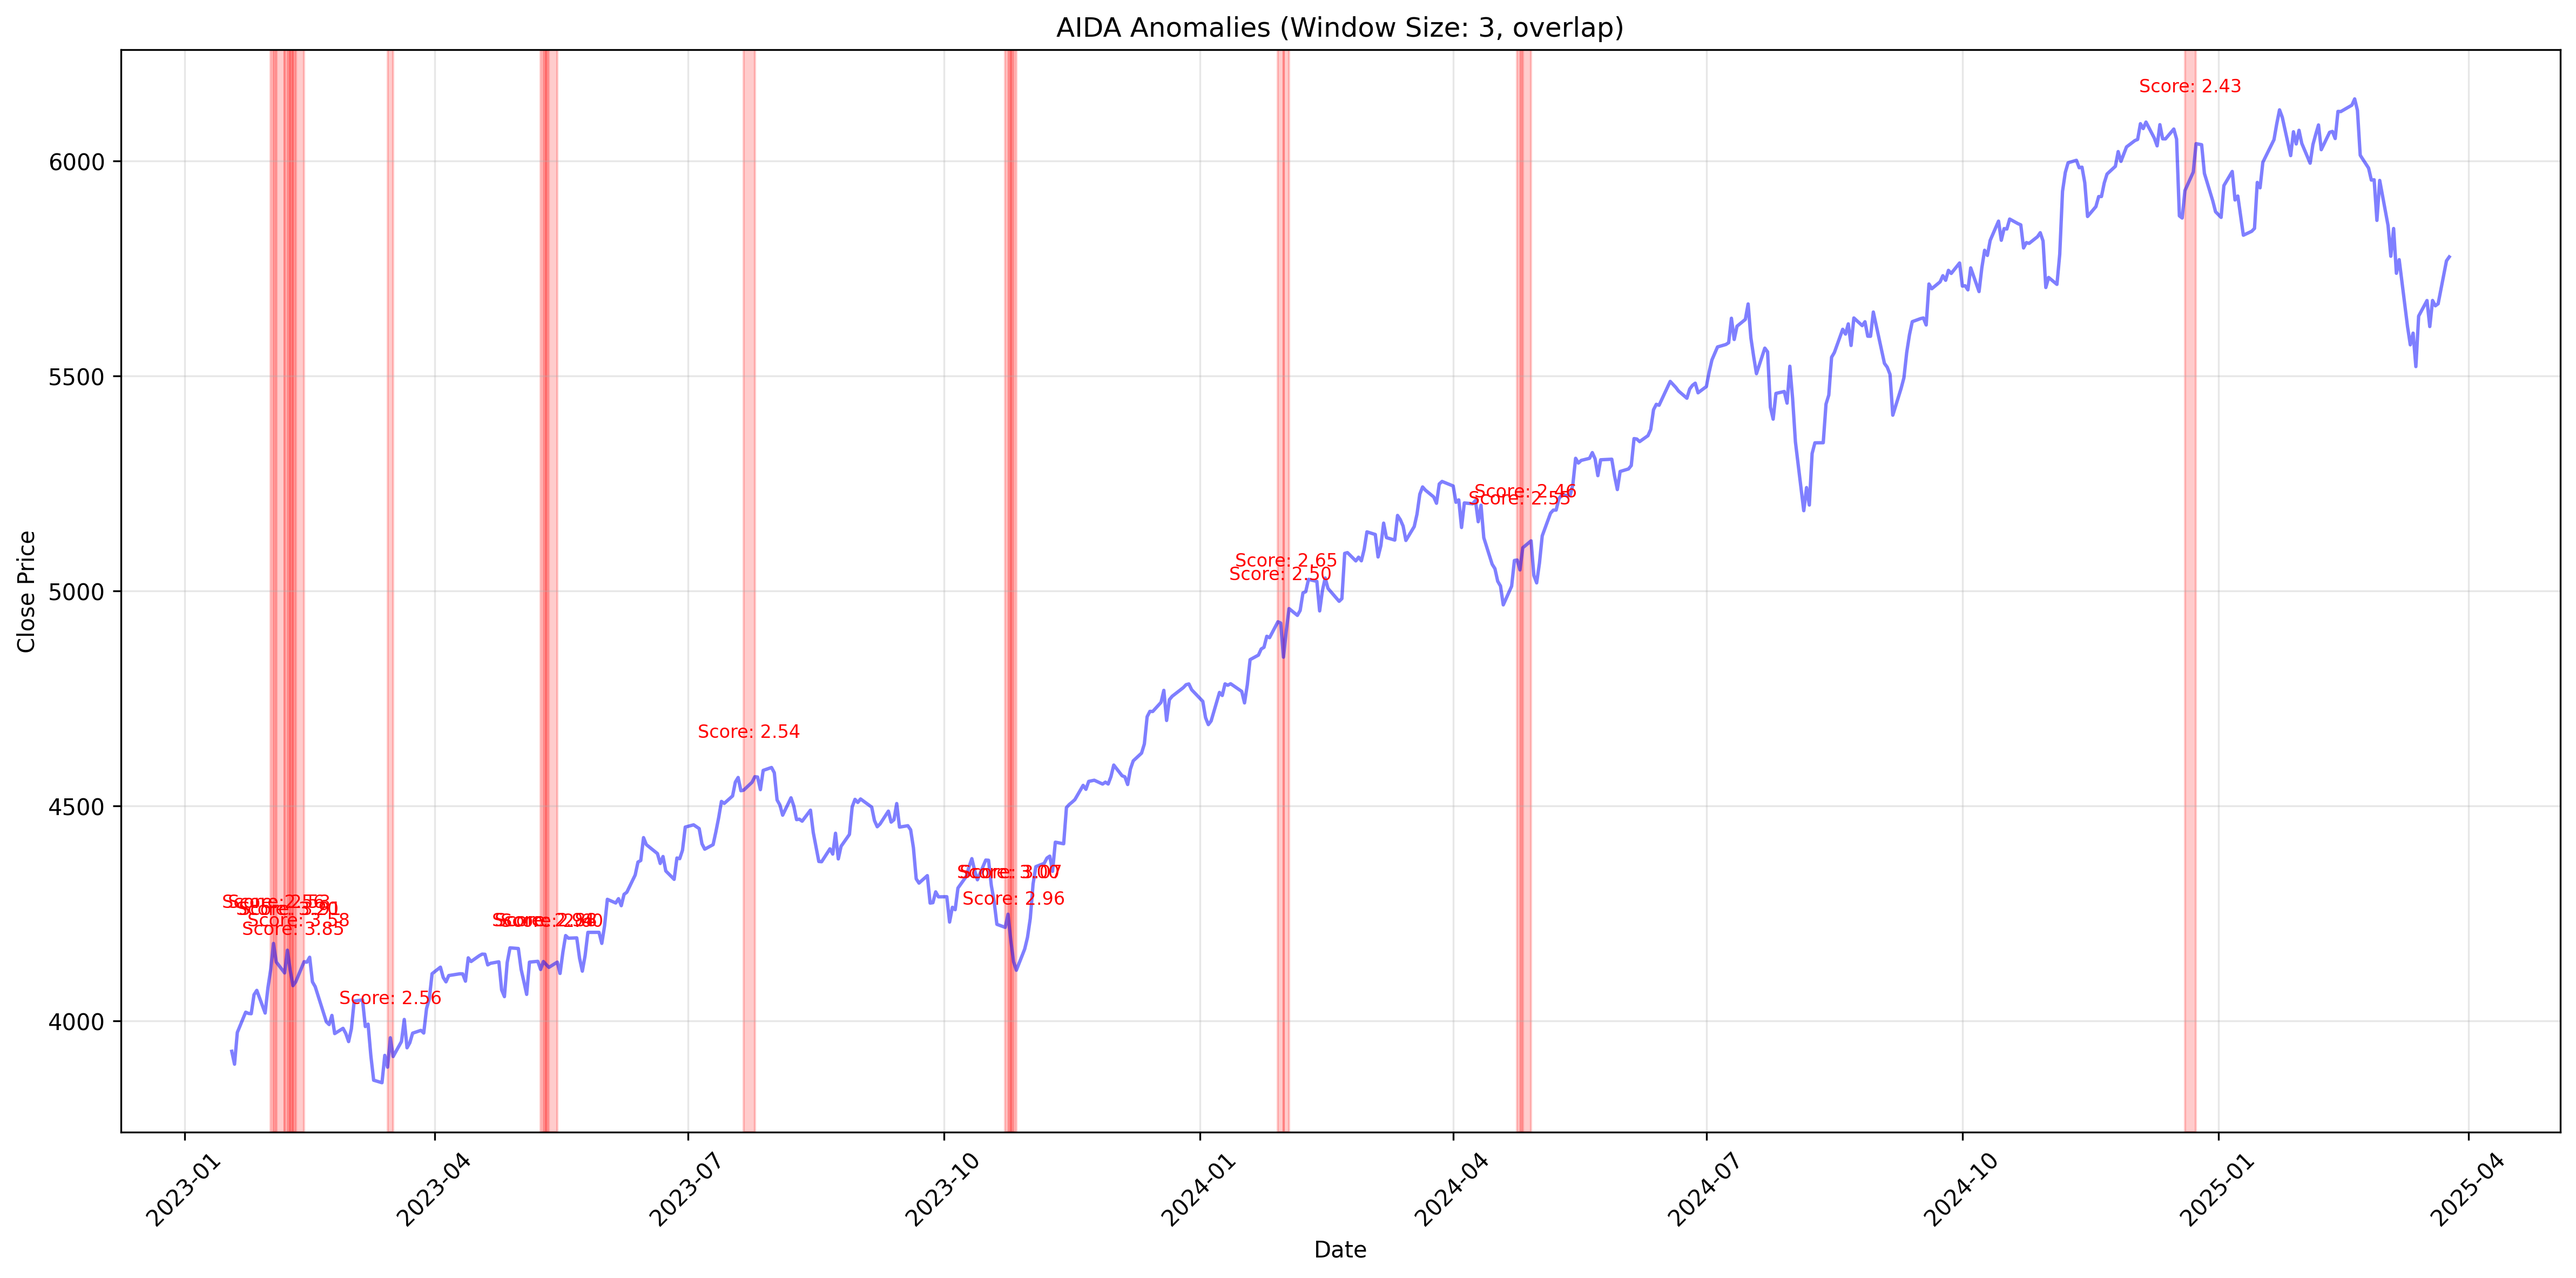 AIDA Anomalies (Window Size: 3, overlap)
Score: 2.43
6000
5500
Score: 2.46
Score: 2.55
Score: 2.65
Score: 2.50
5000
Close Price
Score: 2.54
4500
Score: 3.07
Score: 2.96
Score:
Score:
Score: 3.58
Score: 3.85
Score:
Score: 2.56
4000
2023-01
2023-04
2023-07
2023-10
2024-01
2024-04
2024-07
2024-10
2025-01
2025-04
Date